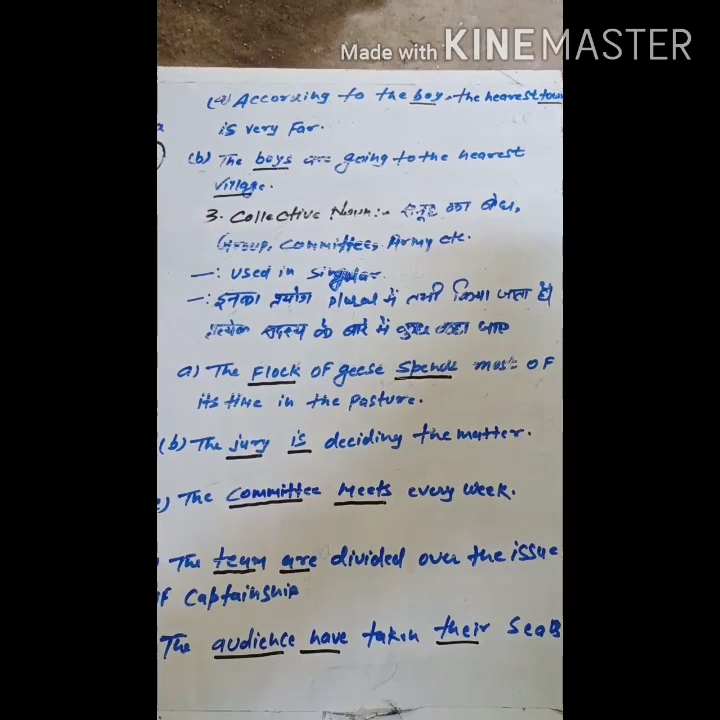 Made with KINEMASTER
(a) According to the boy, the nearest town
is very far.
(b) The boys are going to the nearest
village.
3. Collective Noun:- समूह का बोध,
Group, Committee, Army etc.
—: used in singular
—: इनका प्रयोग plural में तभी किया जाता है।
प्रत्येक सदस्य के बारे में कुछ कहा जाए
a) The Flock of geese spends most of
its time in the pasture.
(b) The jury is deciding the matter.
c) The committee meets every week.
The team are divided over the issue
of Captainship
The audience have taken their seats